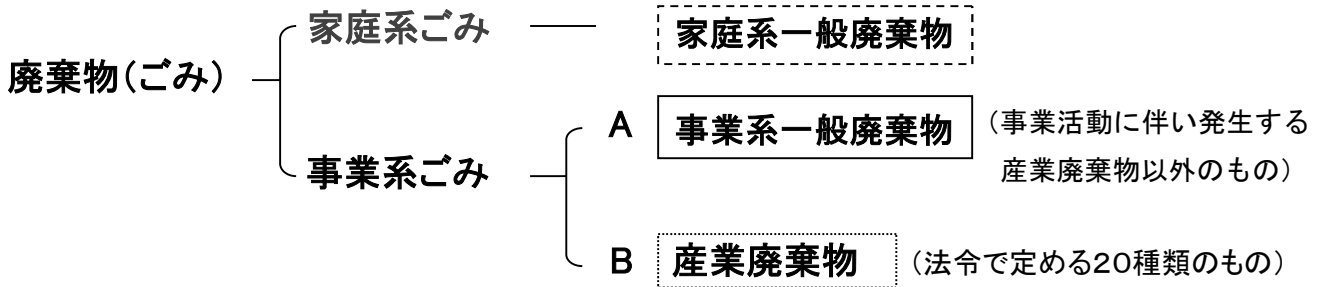 家庭系ごみ
家庭系一般廃棄物
廃棄物(ごみ)
A 事業系一般廃棄物 (事業活動に伴い発生する
産業廃棄物以外のもの)
事業系ごみ
B 産業廃棄物 (法令で定める20種類のもの)